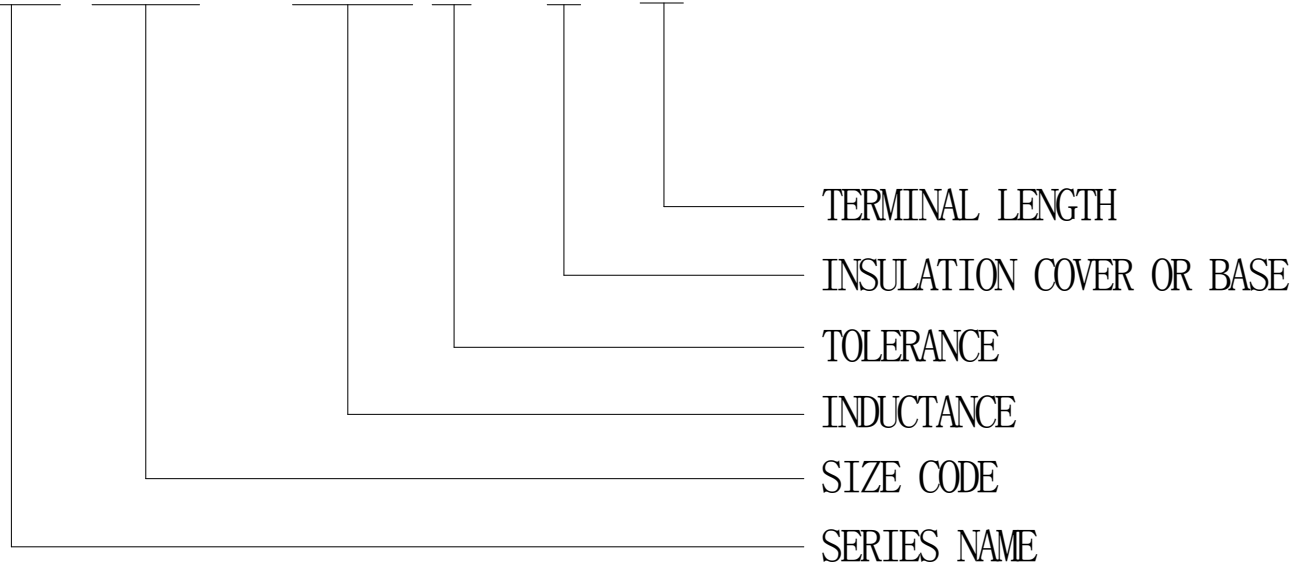 TERMINAL LENGTH
INSULATION COVER OR BASE
TOLERANCE
INDUCTANCE
SIZE CODE
SERIES NAME